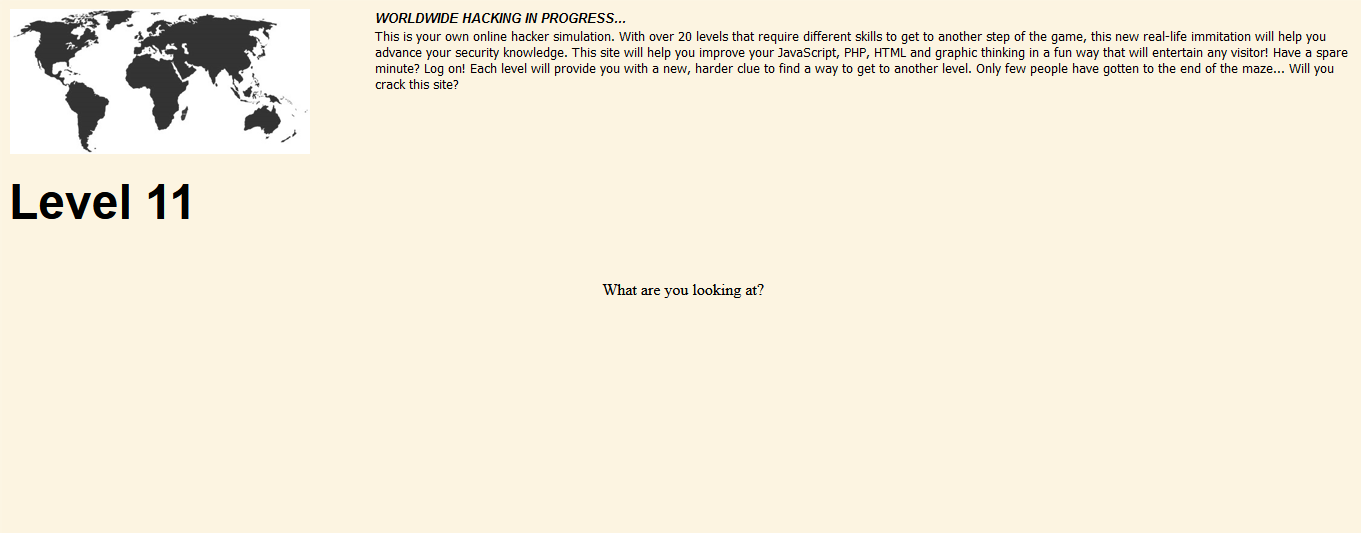 WORLDWIDE HACKING IN PROGRESS...
This is your own online hacker simulation. With over 20 levels that require different skills to get to another step of the game, this new real-life immitation will help you
advance your security knowledge. This site will help you improve your JavaScript, PHP, HTML and graphic thinking in a fun way that will entertain any visitor! Have a spare
minute? Log on! Each level will provide you with a new, harder clue to find a way to get to another level. Only few people have gotten to the end of the maze... Will you
crack this site?
Level 11
What are you looking at?